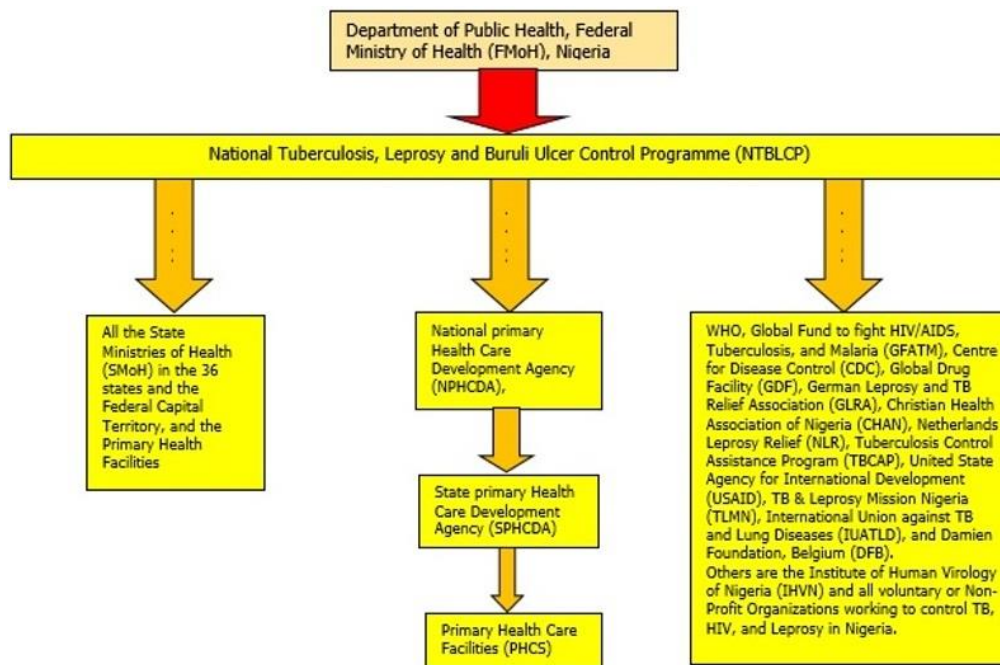 Department of Public Health, Federal
Ministry of Health (FMoH), Nigeria
National Tuberculosis, Leprosy and Buruli Ulcer Control Programme (NTBLCP)
All the State
Ministries of Health
(SMoH) in the 36
states and the
Federal Capital
Territory, and the
Primary Health
Facilities
National primary
Health Care
Development Agency
(NPHCDA),
State primary Health
Care Development
Agency (SPHCDA)
Primary Health Care
Facilities (PHCS)
WHO, Global Fund to fight HIV/AIDS,
Tuberculosis, and Malaria (GFATM), Centre
for Disease Control (CDC), Global Drug
Facility (GDF), German Leprosy and TB
Relief Association (GLRA), Christian Health
Association of Nigeria (CHAN), Netherlands
Leprosy Relief (NLR), Tuberculosis Control
Assistance Program (TBCAP), United State
Agency for International Development
(USAID), TB & Leprosy Mission Nigeria
(TLMN), International Union against TB
and Lung Diseases (IUATLD), and Damien
Foundation, Belgium (DFB).
Others are the Institute of Human Virology
of Nigeria (IHVN) and all voluntary or Non-
Profit Organizations working to control TB,
HIV, and Leprosy in Nigeria.